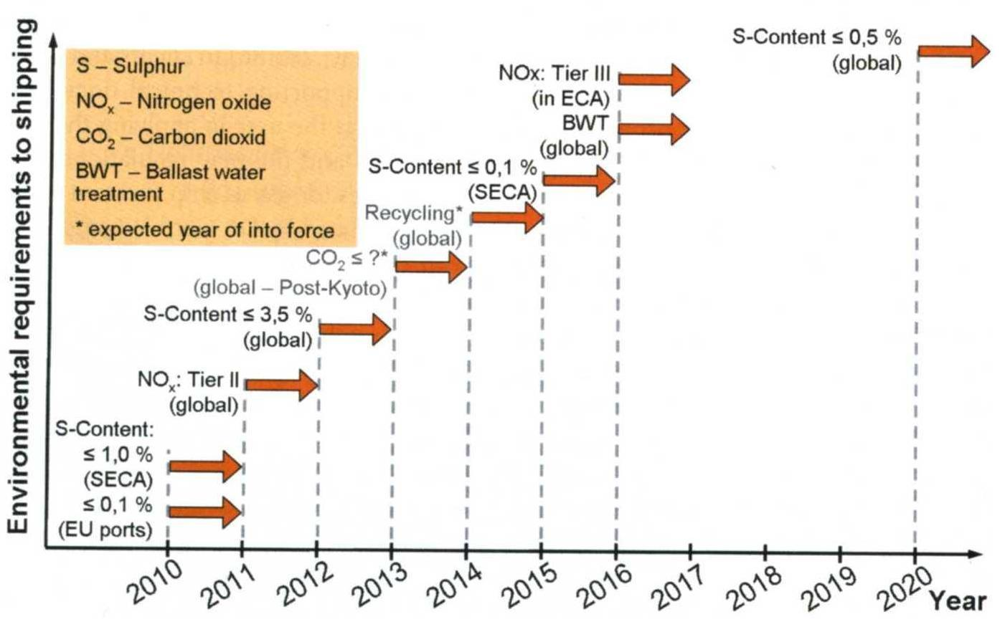 Environmental requirements to shipping
S – Sulphur
NOx – Nitrogen oxide
CO2 – Carbon dioxid
BWT – Ballast water
treatment
* expected year of into force
S-Content ≤ 0,5 %
(global)
NOx: Tier III
(in ECA)
BWT
(global)
S-Content ≤ 0,1 %
(SECA)
Recycling*
(global)
CO2 ≤ ?*
(global – Post-Kyoto)
S-Content ≤ 3,5 %
(global)
NOx: Tier II
(global)
S-Content:
≤ 1,0 %
(SECA)
≤ 0,1 %
(EU ports)
2010 2011 2012 2013 2014 2015 2016 2017 2018 2019 2020
Year